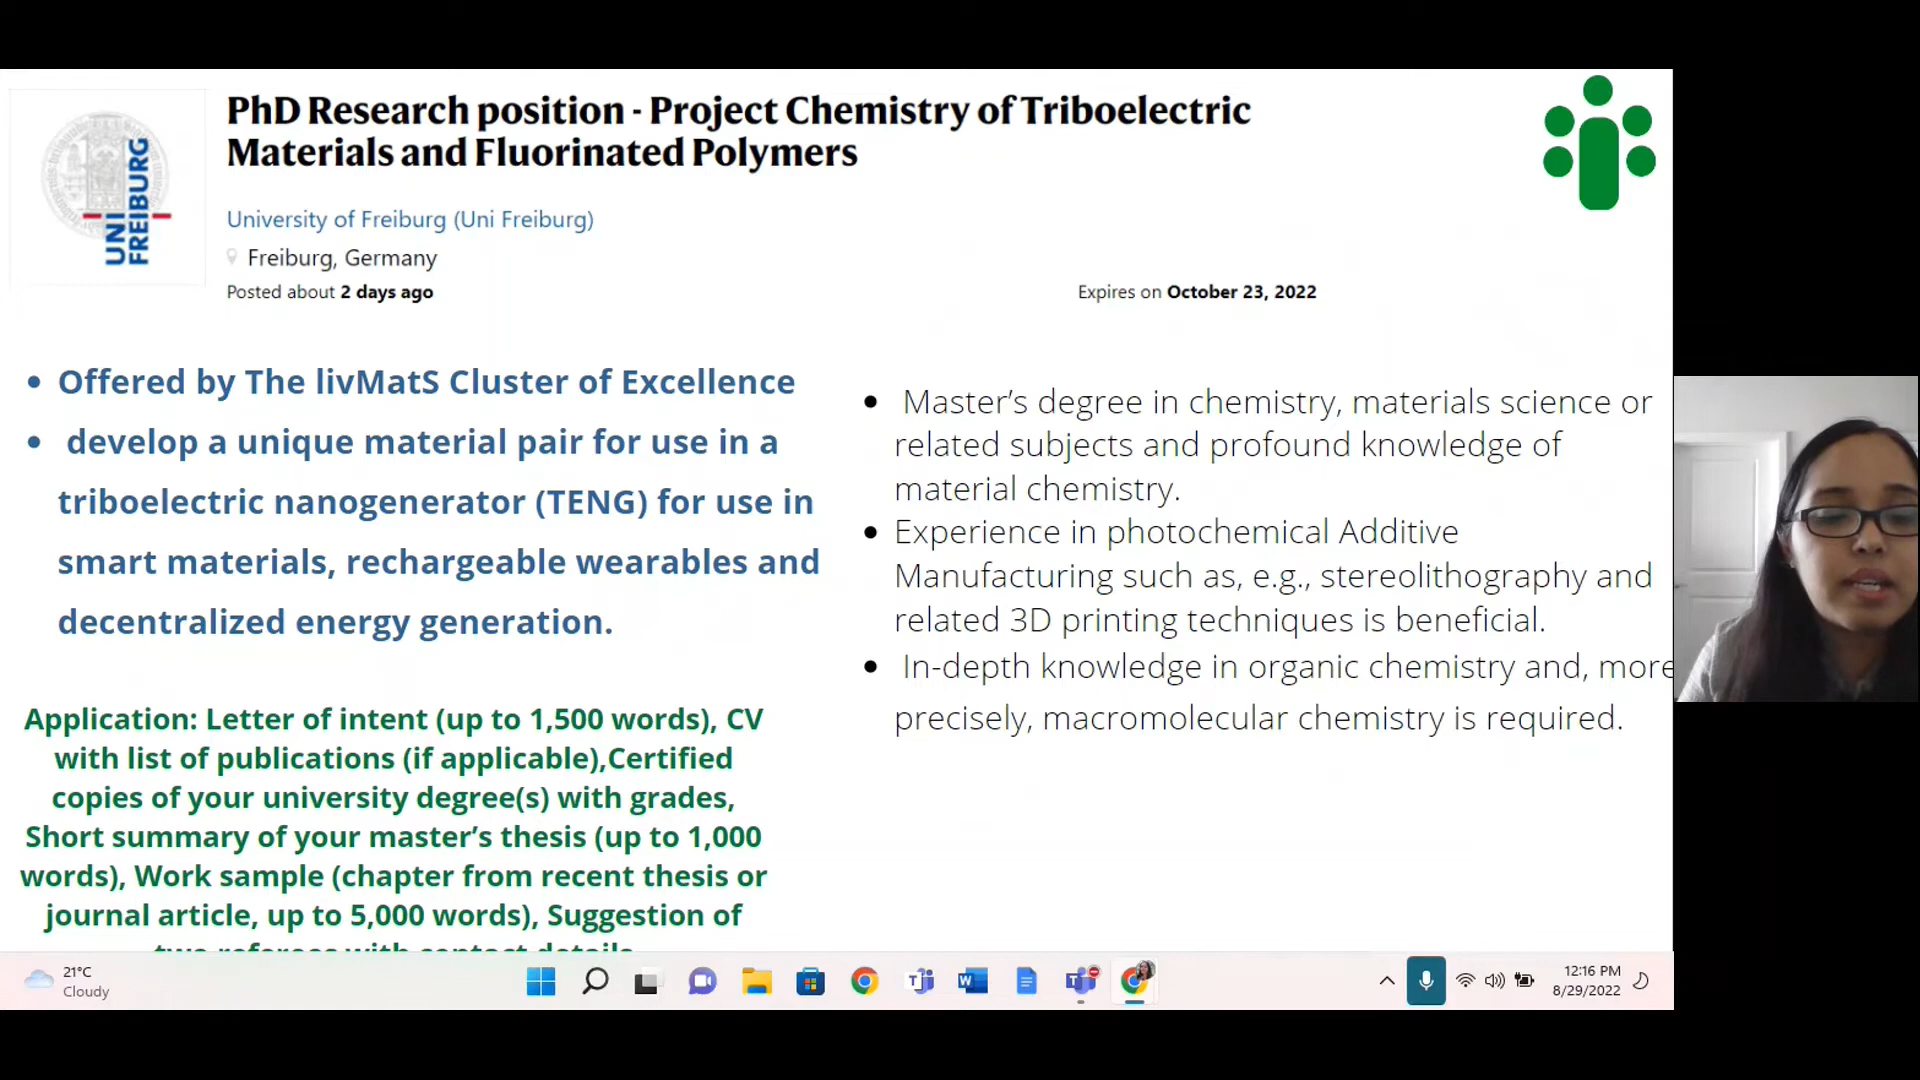 PhD Research position - Project Chemistry of Triboelectric
Materials and Fluorinated Polymers
UNI
FREIBURG
University of Freiburg (Uni Freiburg)
Freiburg, Germany
Posted about 2 days ago
Expires on October 23, 2022
• Offered by The livMatS Cluster of Excellence
• develop a unique material pair for use in a
triboelectric nanogenerator (TENG) for use in
smart materials, rechargeable wearables and
decentralized energy generation.
Application: Letter of intent (up to 1,500 words), CV
with list of publications (if applicable),Certified
copies of your university degree(s) with grades,
Short summary of your master’s thesis (up to 1,000
words), Work sample (chapter from recent thesis or
journal article, up to 5,000 words), Suggestion of
two referees with contact details
• Master’s degree in chemistry, materials science or
related subjects and profound knowledge of
material chemistry.
• Experience in photochemical Additive
Manufacturing such as, e.g., stereolithography and
related 3D printing techniques is beneficial.
• In-depth knowledge in organic chemistry and, more
precisely, macromolecular chemistry is required.
21°C
Cloudy
12:16 PM
8/29/2022